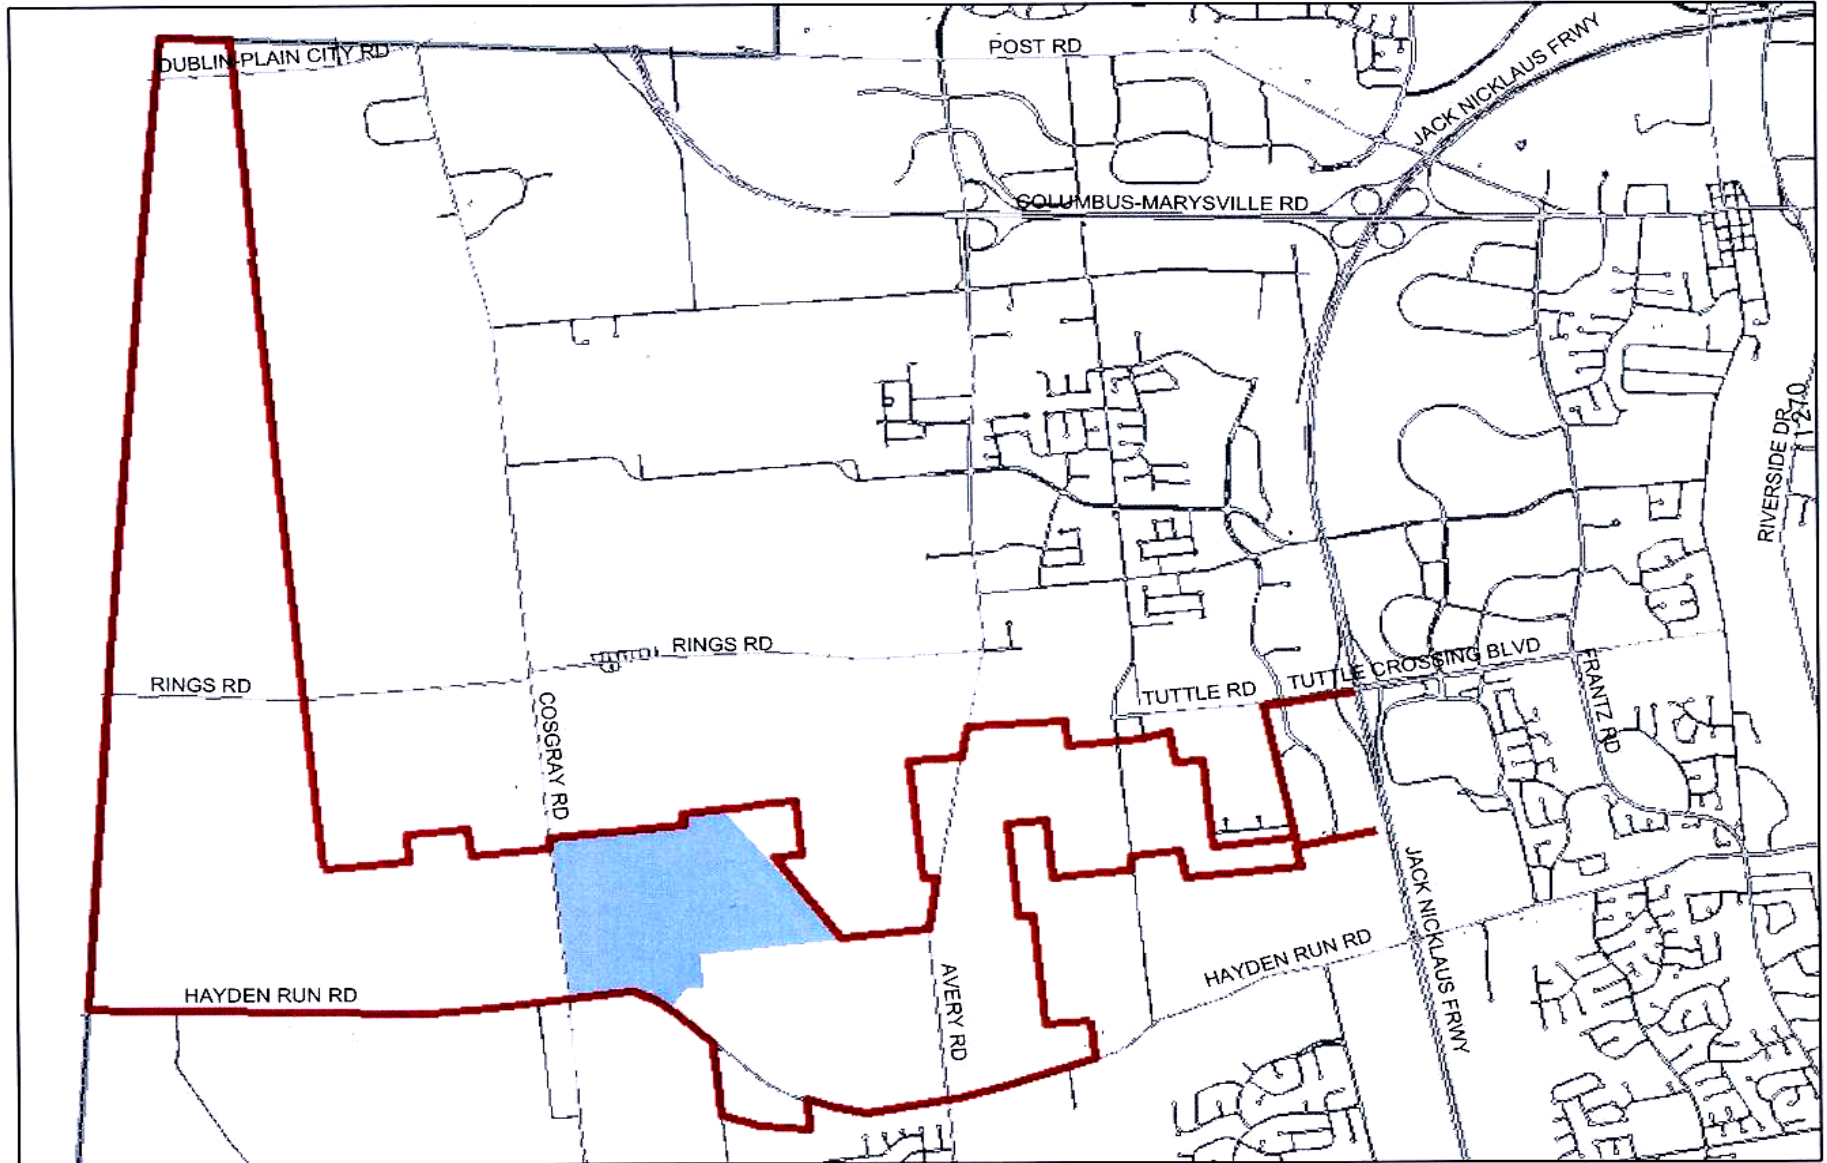 POST RD
DUBLIN-PLAIN CITY RD
JACK NICKLAUS FRWY
COLUMBUS-MARYSVILLE RD
RIVERSIDE DR
I 270
RINGS RD
TUTTLE CROSSING BLVD
RINGS RD
TUTTLE RD
FRANTZ RD
COSGRAY RD
JACK NICKLAUS FRWY
HAYDEN RUN RD
HAYDEN RUN RD
AVERY RD